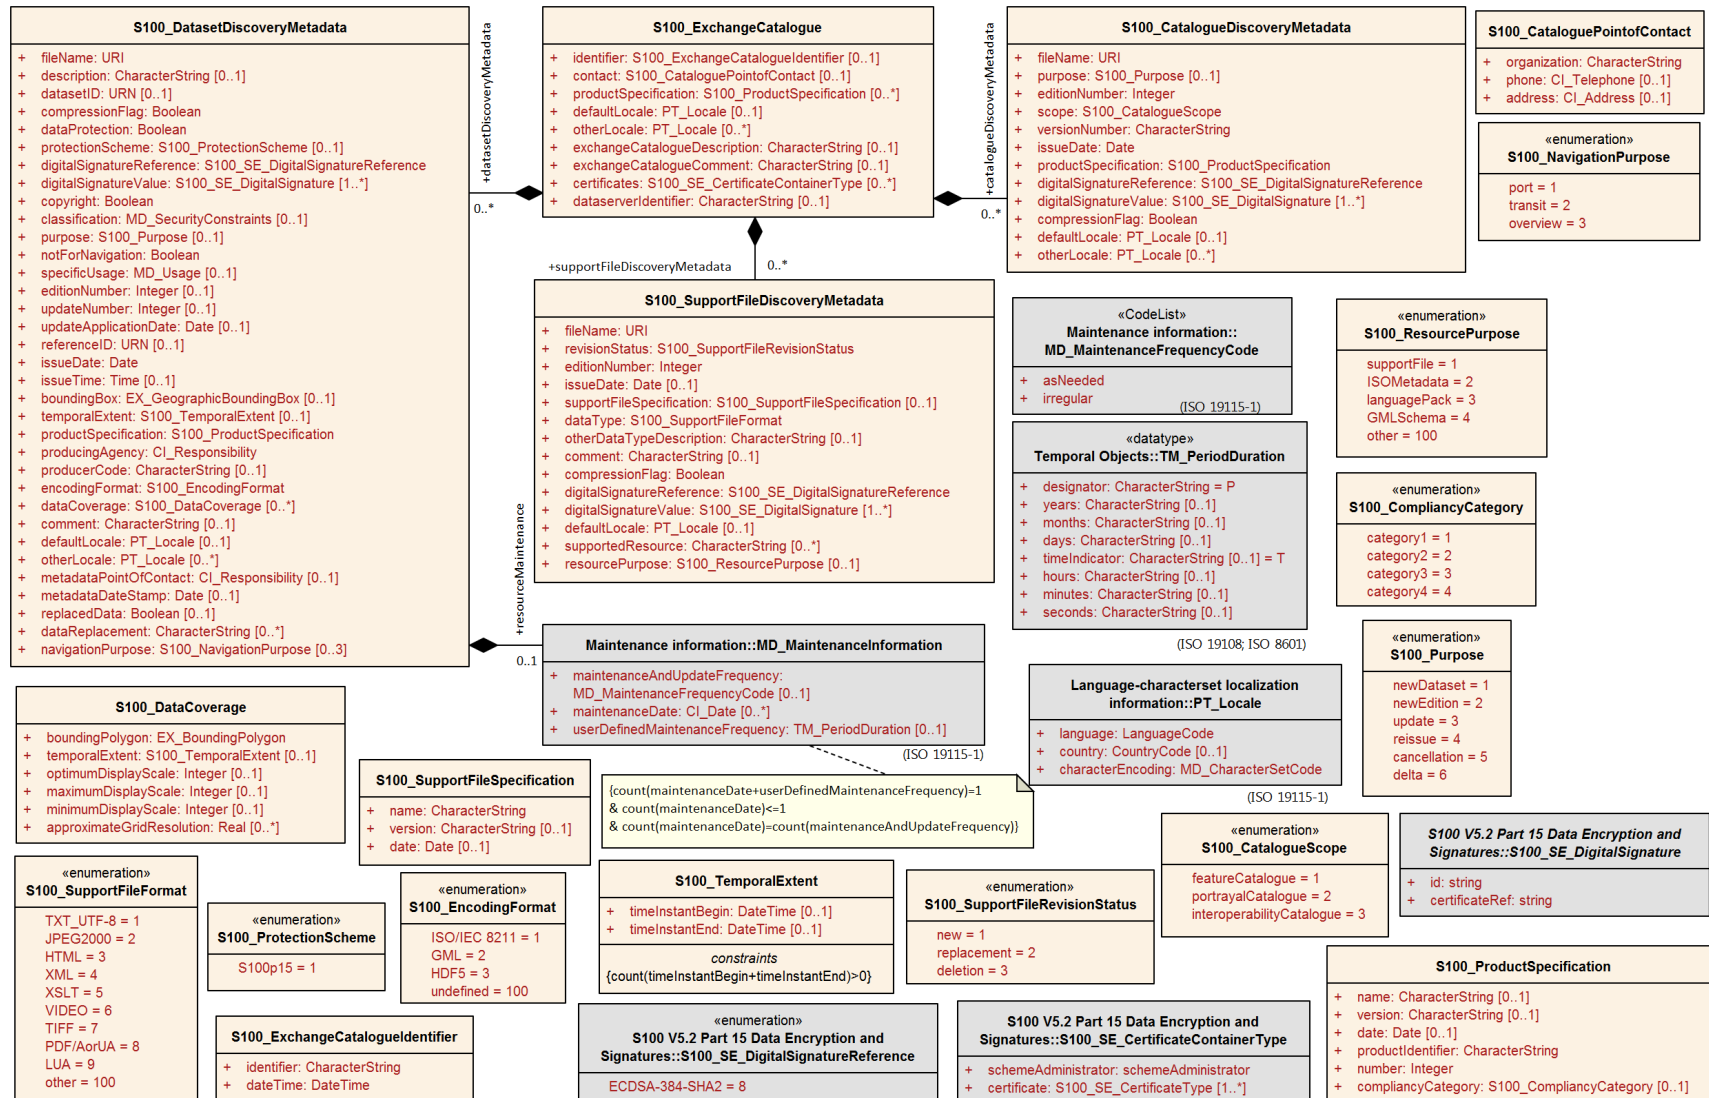 S100_DatasetDiscoveryMetadata
+ fileName: URI
+ description: CharacterString [0..1]
+ datasetID: URN [0..1]
+ compressionFlag: Boolean
+ dataProtection: Boolean
+ protectionScheme: S100_ProtectionScheme [0..1]
+ digitalSignatureReference: S100_SE_DigitalSignatureReference
+ digitalSignatureValue: S100_SE_DigitalSignature [1..*]
+ copyright: Boolean
+ classification: MD_SecurityConstraints [0..1]
+ purpose: S100_Purpose [0..1]
+ notForNavigation: Boolean
+ specificUsage: MD_Usage [0..1]
+ editionNumber: Integer [0..1]
+ updateNumber: Integer [0..1]
+ updateApplicationDate: Date [0..1]
+ referenceID: URN [0..1]
+ issueDate: Date
+ issueTime: Time [0..1]
+ boundingBox: EX_GeographicBoundingBox [0..1]
+ temporalExtent: S100_TemporalExtent [0..1]
+ productSpecification: S100_ProductSpecification
+ producingAgency: CI_Responsibility
+ producerCode: CharacterString [0..1]
+ encodingFormat: S100_EncodingFormat
+ dataCoverage: S100_DataCoverage [0..*]
+ comment: CharacterString [0..1]
+ defaultLocale: PT_Locale [0..1]
+ otherLocale: PT_Locale [0..*]
+ metadataPointOfContact: CI_Responsibility [0..1]
+ metadataDateStamp: Date [0..1]
+ replacedData: Boolean [0..1]
+ dataReplacement: CharacterString [0..*]
+ navigationPurpose: S100_NavigationPurpose [0..3]
+datasetDiscoveryMetadata
0..*
S100_ExchangeCatalogue
+ identifier: S100_ExchangeCatalogueIdentifier [0..1]
+ contact: S100_CataloguePointofContact [0..1]
+ productSpecification: S100_ProductSpecification [0..*]
+ defaultLocale: PT_Locale [0..1]
+ otherLocale: PT_Locale [0..*]
+ exchangeCatalogueDescription: CharacterString [0..1]
+ exchangeCatalogueComment: CharacterString [0..1]
+ certificates: S100_SE_CertificateContainerType [0..*]
+ dataserverIdentifier: CharacterString [0..1]
+catalogueDiscoveryMetadata
0..*
S100_CatalogueDiscoveryMetadata
+ fileName: URI
+ purpose: S100_Purpose [0..1]
+ editionNumber: Integer
+ scope: S100_CatalogueScope
+ versionNumber: CharacterString
+ issueDate: Date
+ productSpecification: S100_ProductSpecification
+ digitalSignatureReference: S100_SE_DigitalSignatureReference
+ digitalSignatureValue: S100_SE_DigitalSignature [1..*]
+ compressionFlag: Boolean
+ defaultLocale: PT_Locale [0..1]
+ otherLocale: PT_Locale [0..*]
S100_CataloguePointofContact
+ organization: CharacterString
+ phone: CI_Telephone [0..1]
+ address: CI_Address [0..1]
«enumeration»
S100_NavigationPurpose
port = 1
transit = 2
overview = 3
+supportFileDiscoveryMetadata
0..*
S100_SupportFileDiscoveryMetadata
+ fileName: URI
+ revisionStatus: S100_SupportFileRevisionStatus
+ editionNumber: Integer
+ issueDate: Date [0..1]
+ supportFileSpecification: S100_SupportFileSpecification [0..1]
+ dataType: S100_SupportFileFormat
+ otherDataTypeDescription: CharacterString [0..1]
+ comment: CharacterString [0..1]
+ compressionFlag: Boolean
+ digitalSignatureReference: S100_SE_DigitalSignatureReference
+ digitalSignatureValue: S100_SE_DigitalSignature [1..*]
+ defaultLocale: PT_Locale [0..1]
+ supportedResource: CharacterString [0..*]
+ resourcePurpose: S100_ResourcePurpose [0..1]
«CodeList»
Maintenance information::
MD_MaintenanceFrequencyCode
+ asNeeded
+ irregular
(ISO 19115-1)
«enumeration»
S100_ResourcePurpose
supportFile = 1
ISOMetadata = 2
languagePack = 3
GMLSchema = 4
other = 100
«datatype»
Temporal Objects::TM_PeriodDuration
+ designator: CharacterString = P
+ years: CharacterString [0..1]
+ months: CharacterString [0..1]
+ days: CharacterString [0..1]
+ timeIndicator: CharacterString [0..1] = T
+ hours: CharacterString [0..1]
+ minutes: CharacterString [0..1]
+ seconds: CharacterString [0..1]
(ISO 19108; ISO 8601)
«enumeration»
S100_CompliancyCategory
category1 = 1
category2 = 2
category3 = 3
category4 = 4
+resourceMaintenance
0..1
Maintenance information::MD_MaintenanceInformation
+ maintenanceAndUpdateFrequency:
MD_MaintenanceFrequencyCode [0..1]
+ maintenanceDate: CI_Date [0..*]
+ userDefinedMaintenanceFrequency: TM_PeriodDuration [0..1]
(ISO 19115-1)
Language-characterset localization
information::PT_Locale
+ language: LanguageCode
+ country: CountryCode [0..1]
+ characterEncoding: MD_CharacterSetCode
(ISO 19115-1)
«enumeration»
S100_Purpose
newDataset = 1
newEdition = 2
update = 3
reissue = 4
cancellation = 5
delta = 6
S100_DataCoverage
+ boundingPolygon: EX_BoundingPolygon
+ temporalExtent: S100_TemporalExtent [0..1]
+ optimumDisplayScale: Integer [0..1]
+ maximumDisplayScale: Integer [0..1]
+ minimumDisplayScale: Integer [0..1]
+ approximateGridResolution: Real [0..*]
S100_SupportFileSpecification
+ name: CharacterString
+ version: CharacterString [0..1]
+ date: Date [0..1]
{count(maintenanceDate+userDefinedMaintenanceFrequency)=1
& count(maintenanceDate)<=1
& count(maintenanceDate)=count(maintenanceAndUpdateFrequency)}
«enumeration»
S100_CatalogueScope
featureCatalogue = 1
portrayalCatalogue = 2
interoperabilityCatalogue = 3
S100 V5.2 Part 15 Data Encryption and
Signatures::S100_SE_DigitalSignature
+ id: string
+ certificateRef: string
«enumeration»
S100_SupportFileFormat
TXT_UTF-8 = 1
JPEG2000 = 2
HTML = 3
XML = 4
XSLT = 5
VIDEO = 6
TIFF = 7
PDF/AorUA = 8
LUA = 9
other = 100
«enumeration»
S100_ProtectionScheme
S100p15 = 1
«enumeration»
S100_EncodingFormat
ISO/IEC 8211 = 1
GML = 2
HDF5 = 3
undefined = 100
S100_TemporalExtent
+ timeInstantBegin: DateTime [0..1]
+ timeInstantEnd: DateTime [0..1]
constraints
{count(timeInstantBegin+timeInstantEnd)>0}
«enumeration»
S100_SupportFileRevisionStatus
new = 1
replacement = 2
deletion = 3
S100_ProductSpecification
+ name: CharacterString [0..1]
+ version: CharacterString [0..1]
+ date: Date [0..1]
+ productIdentifier: CharacterString
+ number: Integer
+ compliancyCategory: S100_CompliancyCategory [0..1]
S100_ExchangeCatalogueIdentifier
+ identifier: CharacterString
+ dateTime: DateTime
«enumeration»
S100 V5.2 Part 15 Data Encryption and
Signatures::S100_SE_DigitalSignatureReference
ECDSA-384-SHA2 = 8
S100 V5.2 Part 15 Data Encryption and
Signatures::S100_SE_CertificateContainerType
+ schemeAdministrator: schemeAdministrator
+ certificate: S100_SE_CertificateType [1..*]